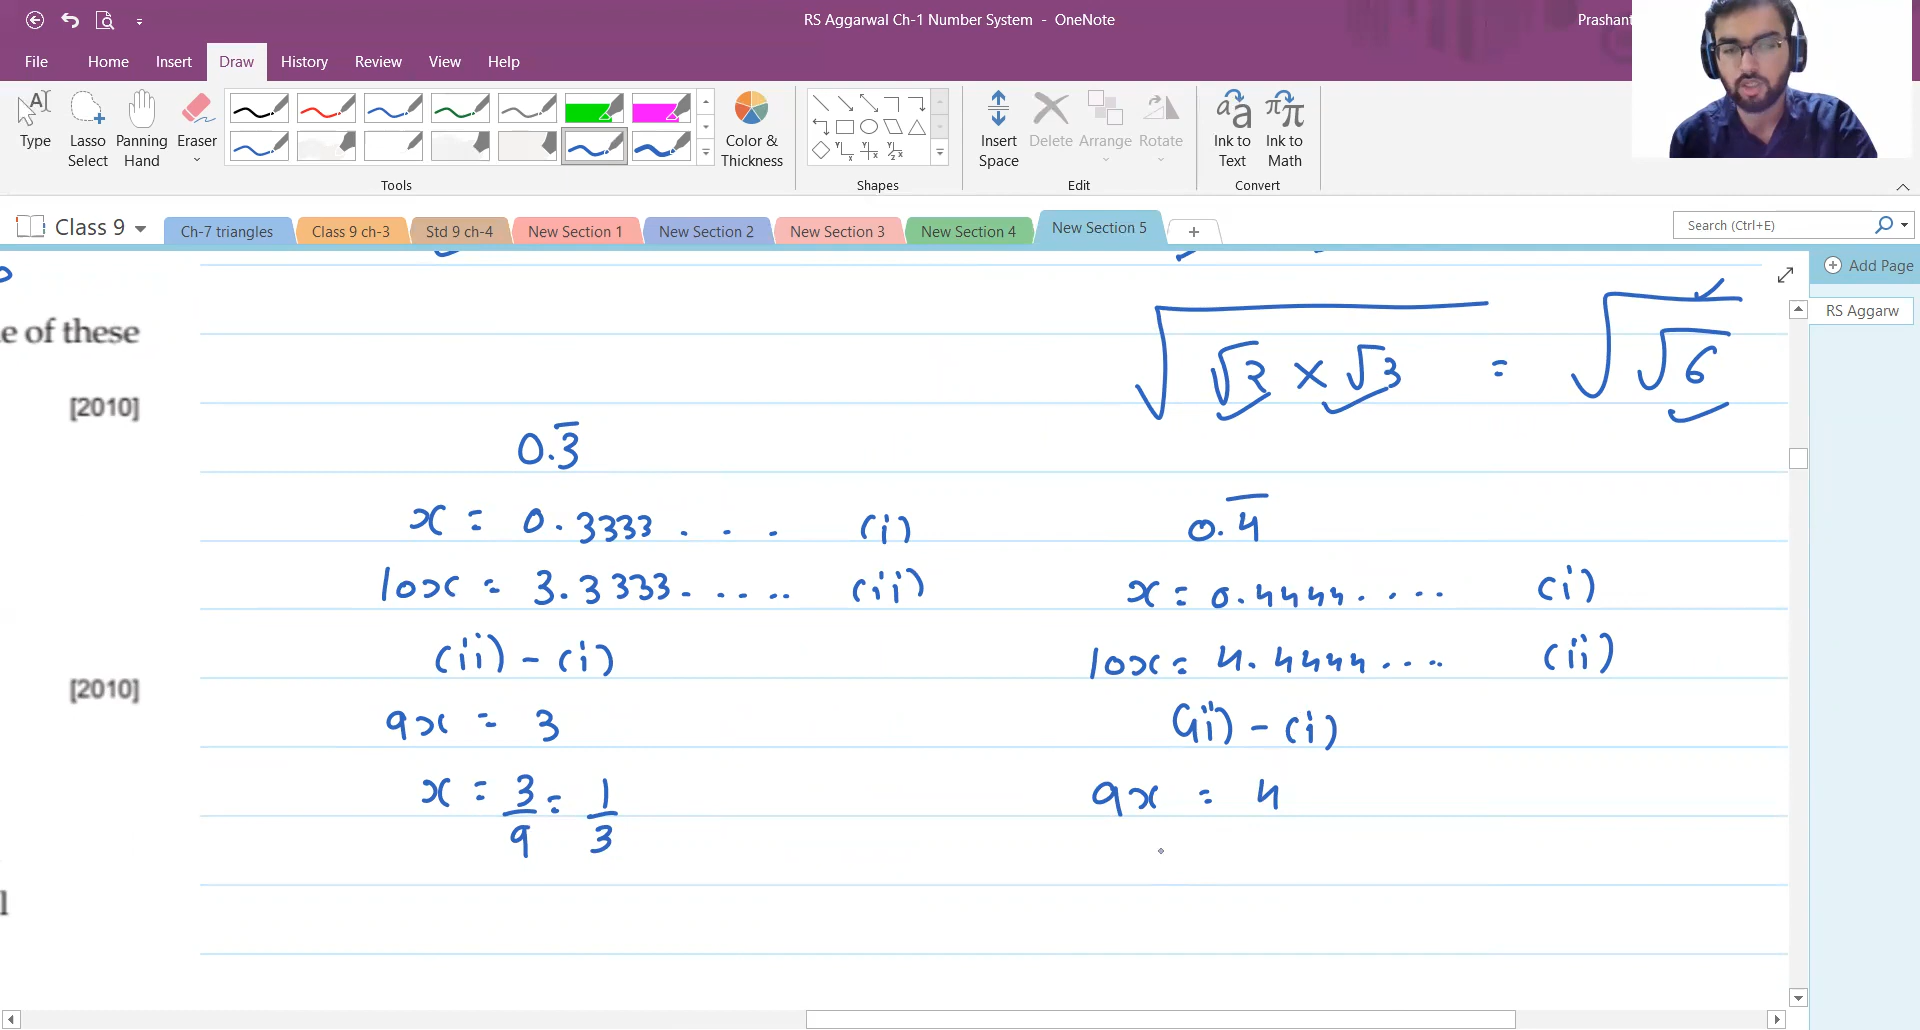 RS Aggarwal Ch-1 Number System - OneNote
Prashant
File Home Insert Draw History Review View Help
Type
Lasso Select
Panning Hand
Eraser
Color & Thickness
Insert Space
Delete
Arrange
Rotate
Ink to Text
Ink to Math
Tools
Shapes
Edit
Convert
Class 9
Ch-7 triangles
Class 9 ch-3
Std 9 ch-4
New Section 1
New Section 2
New Section 3
New Section 4
New Section 5
+
Search (Ctrl+E)
Add Page
RS Aggarw
e of these
[2010]
[2010]
√(√2 × √3) = √(√6)
0.3̅
x = 0.3333 . . . (i)
10x = 3.3333. . . . . (ii)
(ii) - (i)
9x = 3
x = 3/9 = 1/3
0.4̅
x = 0.4444. . . . (i)
10x = 4.4444 . . . (ii)
(ii) - (i)
9x = 4